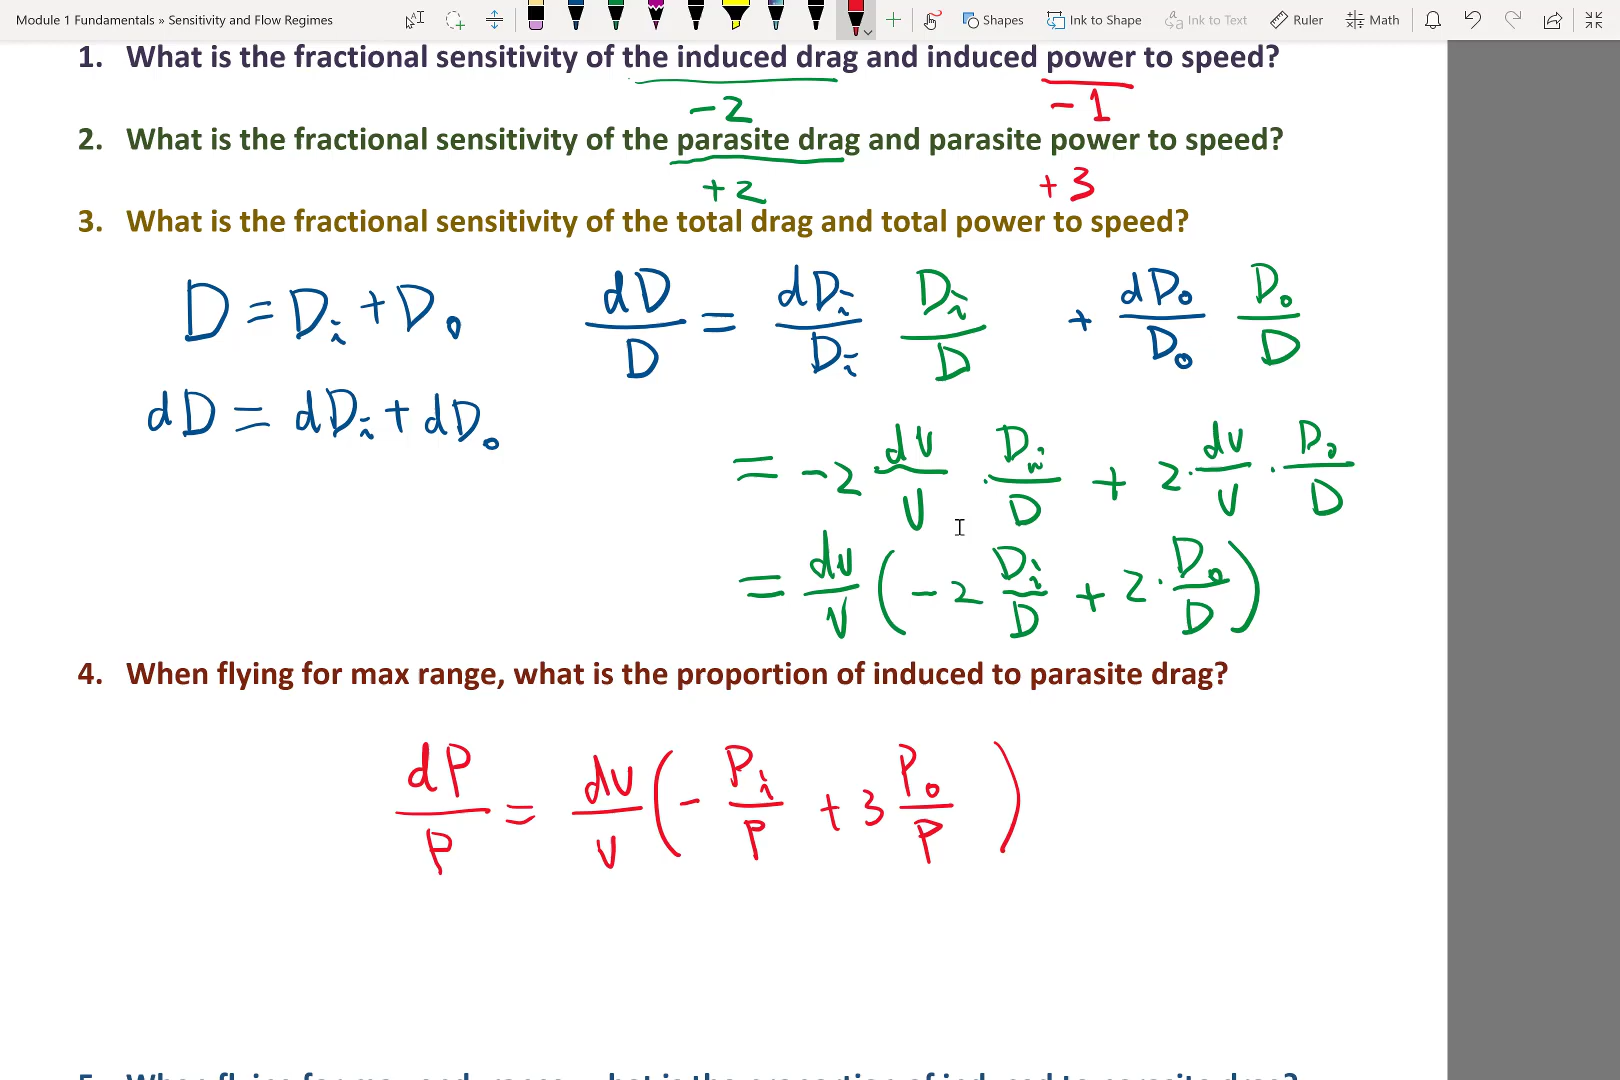 Module 1 Fundamentals » Sensitivity and Flow Regimes
Shapes Ink to Shape Ink to Text Ruler Math
1. What is the fractional sensitivity of the induced drag and induced power to speed?
-2 -1
2. What is the fractional sensitivity of the parasite drag and parasite power to speed?
+2 +3
3. What is the fractional sensitivity of the total drag and total power to speed?
D = Di + Do
dD/D = dDi/Di Di/D + dDo/Do Do/D
dD = dDi + dDo
= -2 dV/V · Di/D + 2 · dV/V · Do/D
= dV/V ( -2 Di/D + 2 · Do/D )
4. When flying for max range, what is the proportion of induced to parasite drag?
dP/P = dV/V ( - Pi/P + 3 Po/P )